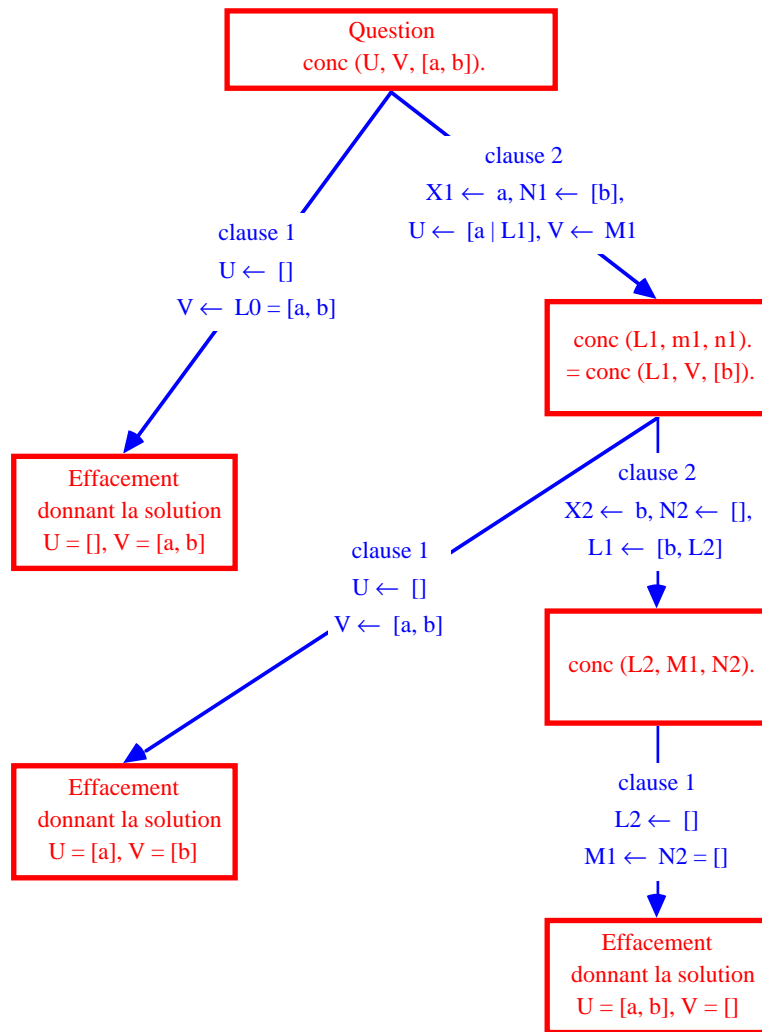 Question
conc (U, V, [a, b]).
clause 2
X1 ← a, N1 ← [b],
U ← [a | L1], V ← M1
clause 1
U ← []
V ← L0 = [a, b]
conc (L1, m1, n1).
= conc (L1, V, [b]).
Effacement
donnant la solution
U = [], V = [a, b]
clause 2
X2 ← b, N2 ← [],
L1 ← [b, L2]
clause 1
U ← []
V ← [a, b]
conc (L2, M1, N2).
Effacement
donnant la solution
U = [a], V = [b]
clause 1
L2 ← []
M1 ← N2 = []
Effacement
donnant la solution
U = [a, b], V = []